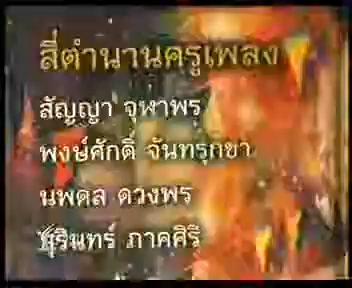 สี่ตำนานครูเพลง
สัญญา จุฬาพร
พงษ์ศักดิ์ จันทรุกขา
นพดล ดวงพร
สุรินทร์ ภาคศิริ